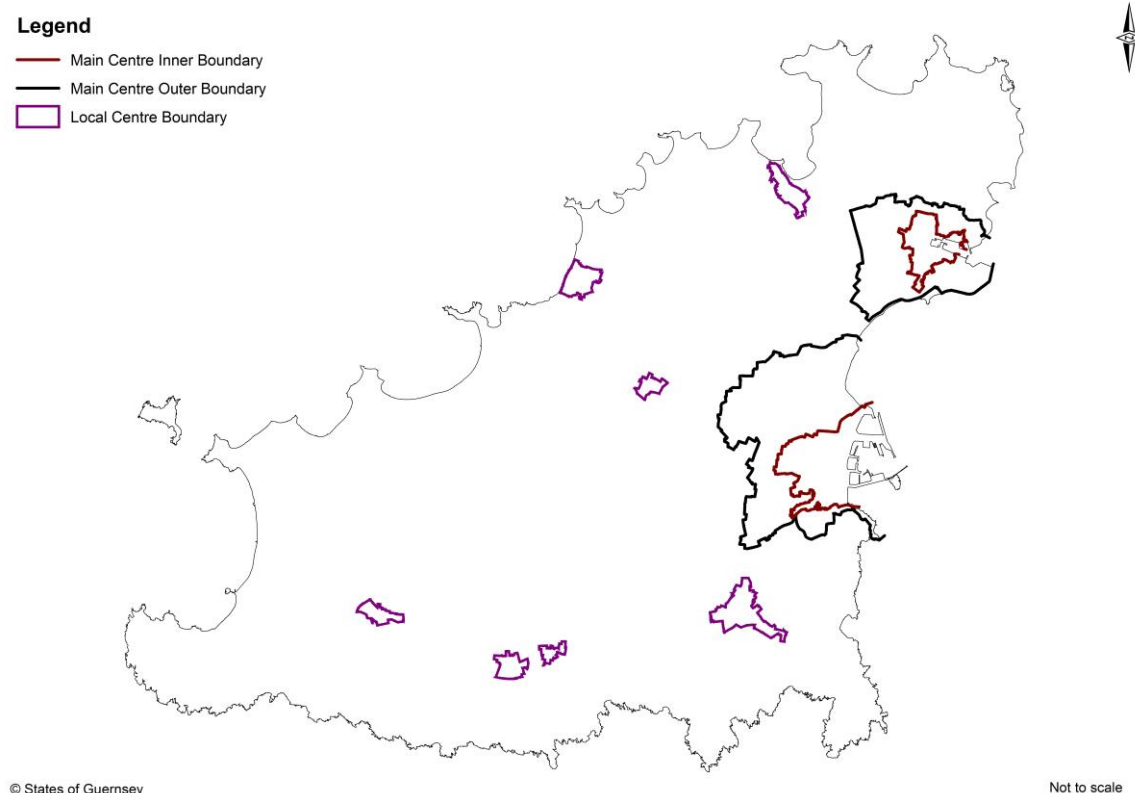 Legend
Main Centre Inner Boundary
Main Centre Outer Boundary
Local Centre Boundary
© States of Guernsey
Not to scale